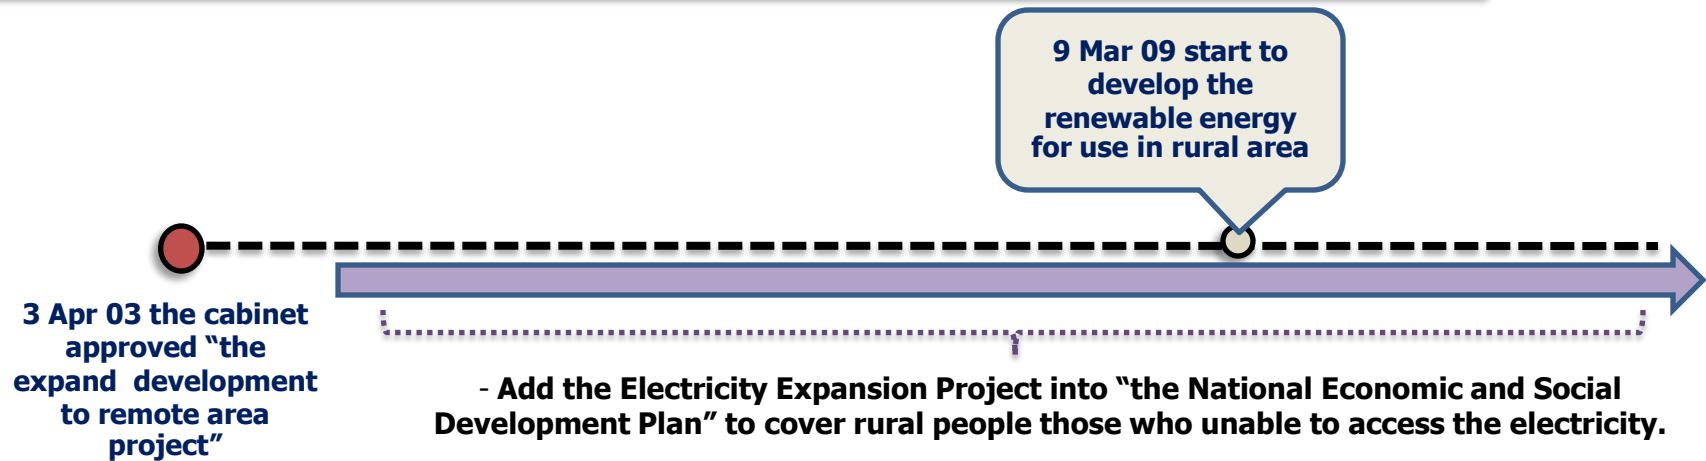 9 Mar 09 start to
develop the
renewable energy
for use in rural area
3 Apr 03 the cabinet
approved “the
expand development
to remote area
project”
- Add the Electricity Expansion Project into “the National Economic and Social
Development Plan” to cover rural people those who unable to access the electricity.